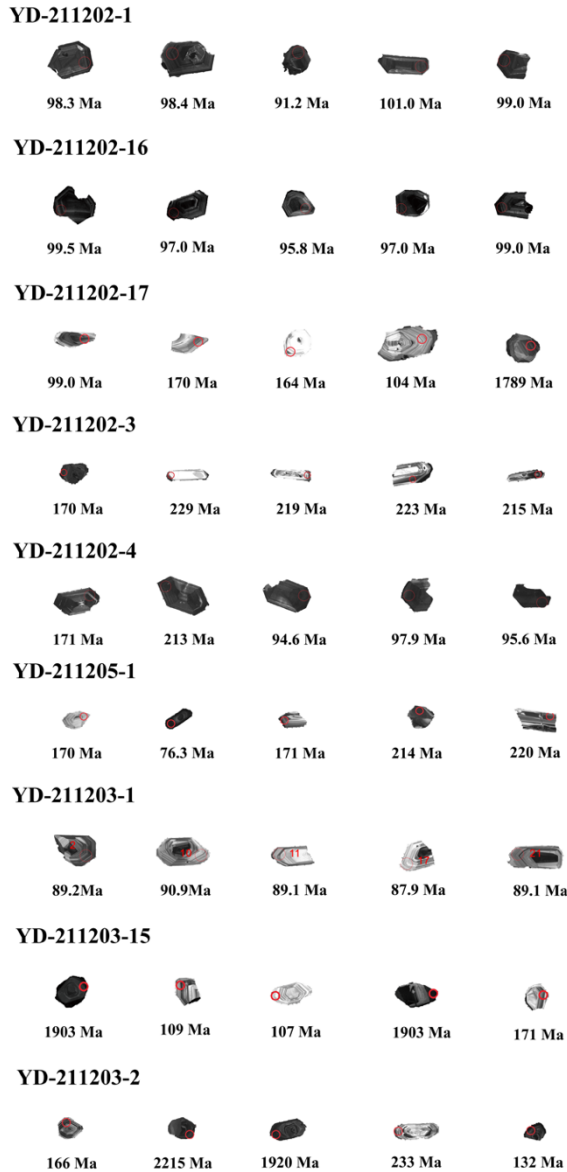 YD-211202-1
98.3 Ma 98.4 Ma 91.2 Ma 101.0 Ma 99.0 Ma
YD-211202-16
99.5 Ma 97.0 Ma 95.8 Ma 97.0 Ma 99.0 Ma
YD-211202-17
99.0 Ma 170 Ma 164 Ma 104 Ma 1789 Ma
YD-211202-3
170 Ma 229 Ma 219 Ma 223 Ma 215 Ma
YD-211202-4
171 Ma 213 Ma 94.6 Ma 97.9 Ma 95.6 Ma
YD-211205-1
170 Ma 76.3 Ma 171 Ma 214 Ma 220 Ma
YD-211203-1
11
89.2Ma 90.9Ma 89.1 Ma 87.9 Ma 89.1 Ma
YD-211203-15
1903 Ma 109 Ma 107 Ma 1903 Ma 171 Ma
YD-211203-2
166 Ma 2215 Ma 1920 Ma 233 Ma 132 Ma